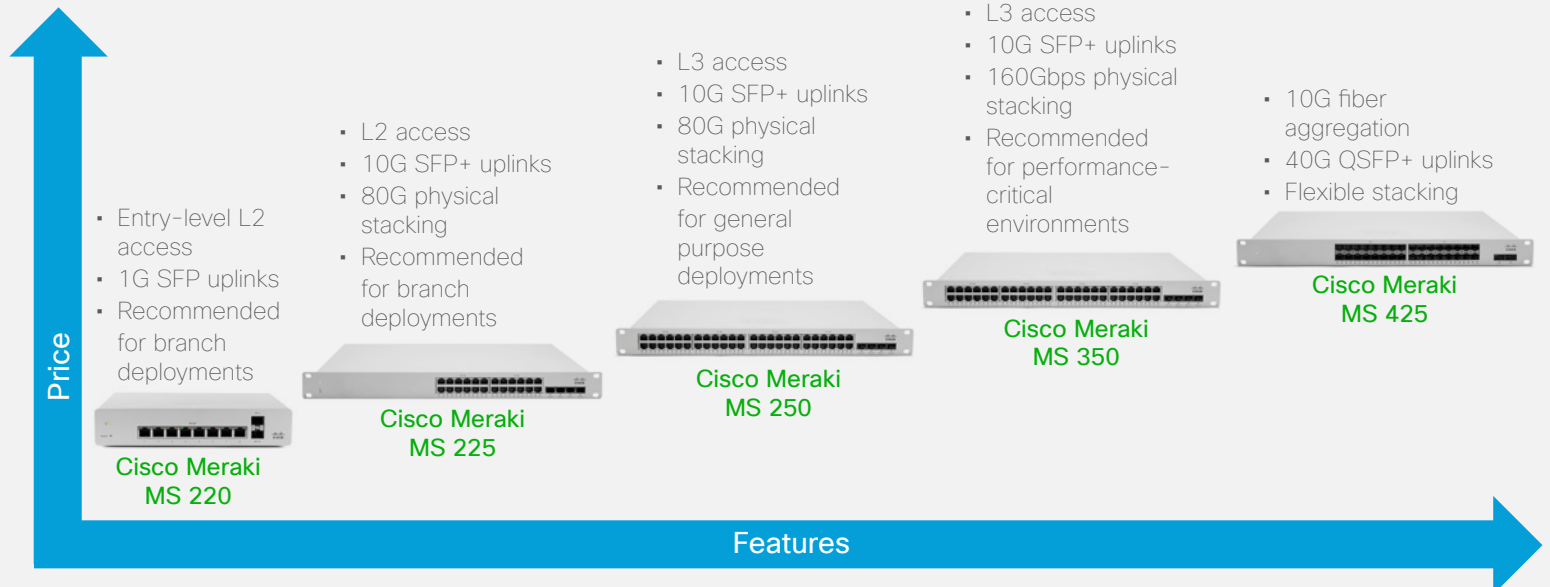 Price
▪ Entry-level L2
access
▪ 1G SFP uplinks
▪ Recommended
for branch
deployments
Cisco Meraki
MS 220
▪ L2 access
▪ 10G SFP+ uplinks
▪ 80G physical
stacking
▪ Recommended
for branch
deployments
Cisco Meraki
MS 225
▪ L3 access
▪ 10G SFP+ uplinks
▪ 80G physical
stacking
▪ Recommended
for general
purpose
deployments
Cisco Meraki
MS 250
▪ L3 access
▪ 10G SFP+ uplinks
▪ 160Gbps physical
stacking
▪ Recommended
for performance-
critical
environments
Cisco Meraki
MS 350
▪ 10G fiber
aggregation
▪ 40G QSFP+ uplinks
▪ Flexible stacking
Cisco Meraki
MS 425
Features